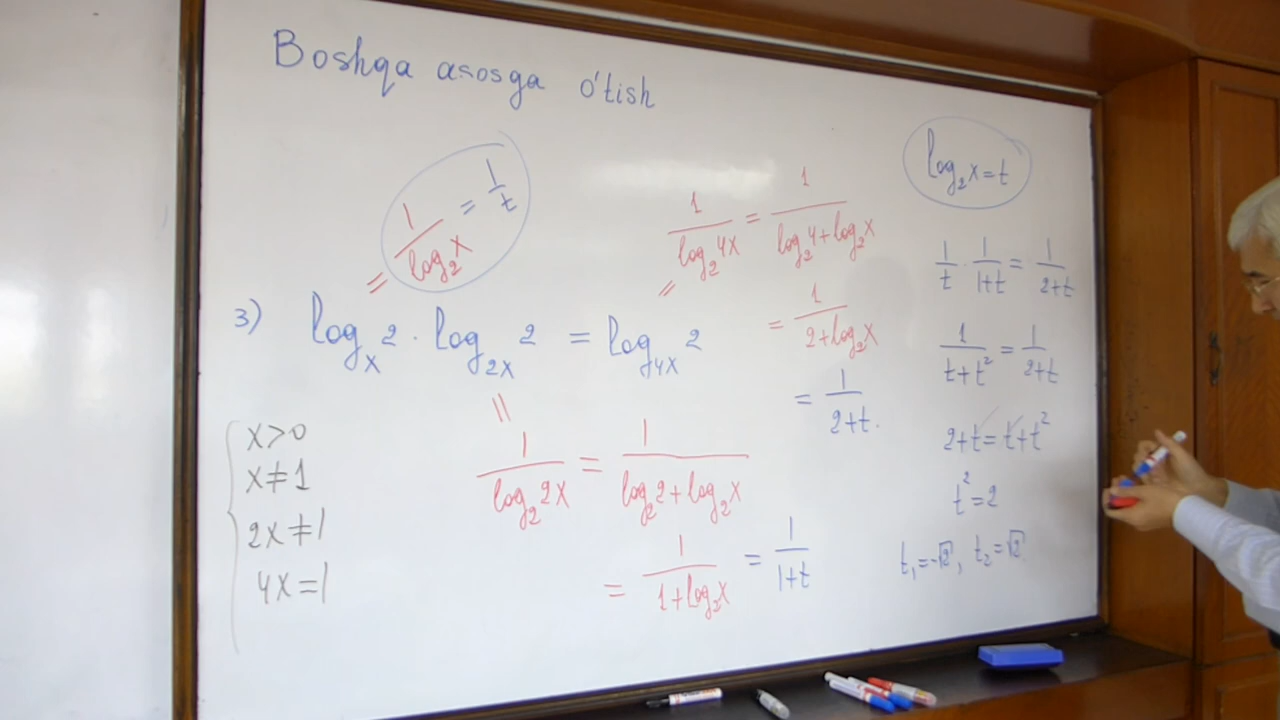 Boshqa asosga o'tish
= 1/log₂x = 1/t
3) logₓ2 · log₂ₓ2 = log₄ₓ2
x>0
x≠1
2x≠1
4x=1
= 1/log₂2x = 1/(log₂2+log₂x)
= 1/(1+log₂x) = 1/(1+t)
= 1/log₂4x = 1/(log₂4+log₂x)
= 1/(2+log₂x)
= 1/(2+t).
log₂x=t
1/t · 1/(1+t) = 1/(2+t)
1/(t+t²) = 1/(2+t)
2+t=t+t²
t²=2
t₁=-√2, t₂=√2